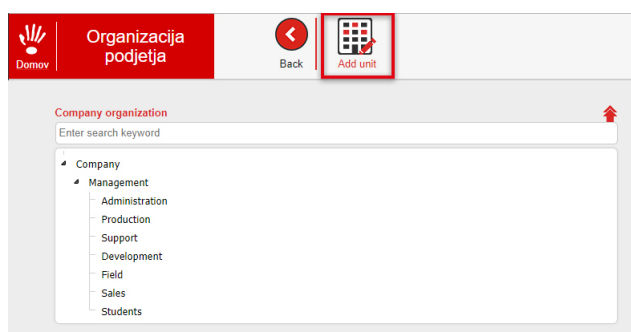 Domov
Organizacija
podjetja
Back
Add unit
Company organization
Enter search keyword
Company
Management
Administration
Production
Support
Development
Field
Sales
Students